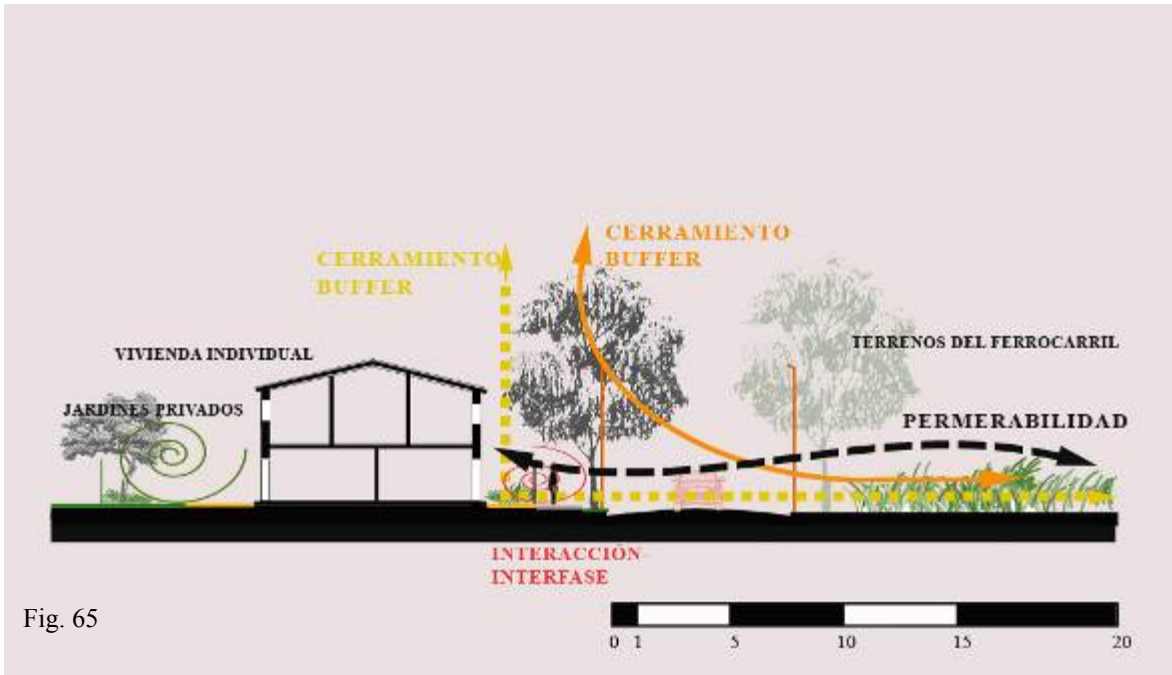 CERRAMIENTO
BUFFER
CERRAMIENTO
BUFFER
VIVIENDA INDIVIDUAL
TERRENOS DEL FERROCARRIL
JARDINES PRIVADOS
PERMERABILIDAD
INTERACCIÓN-
INTERFASE
Fig. 65
0 1 5 10 15 20